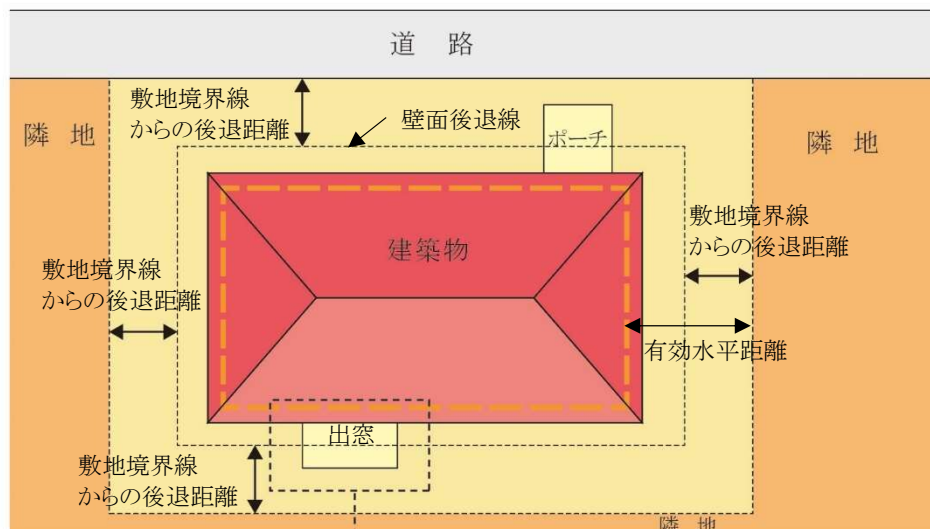 道 路
敷地境界線
からの後退距離
壁面後退線
ポーチ
隣 地
隣 地
敷地境界線
からの後退距離
建築物
敷地境界線
からの後退距離
有効水平距離
出窓
敷地境界線
からの後退距離
隣 地